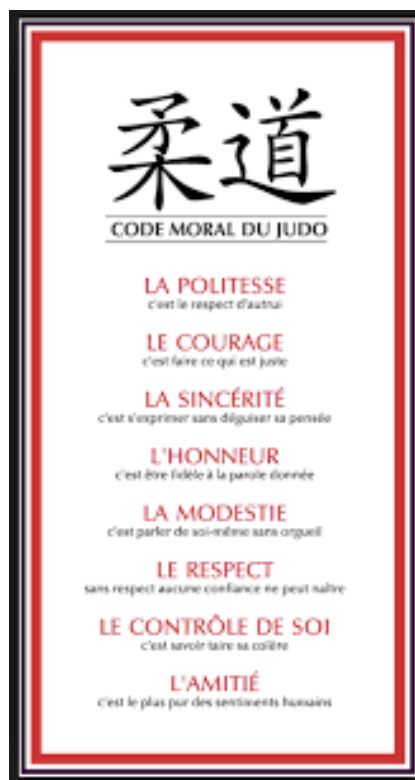 柔道
CODE MORAL DU JUDO
LA POLITESSE
c'est le respect d'autrui
LE COURAGE
c'est faire ce qui est juste
LA SINCÉRITÉ
c'est s'exprimer sans déguiser sa pensée
L'HONNEUR
c'est être fidèle à la parole donnée
LA MODESTIE
c'est parler de soi-même sans orgueil
LE RESPECT
sans respect aucune confiance ne peut naître
LE CONTRÔLE DE SOI
c'est savoir taire sa colère
L'AMITIÉ
c'est le plus pur des sentiments humains